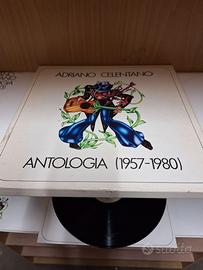 ADRIANO CELENTANO
ANTOLOGIA (1957-1980)
subito